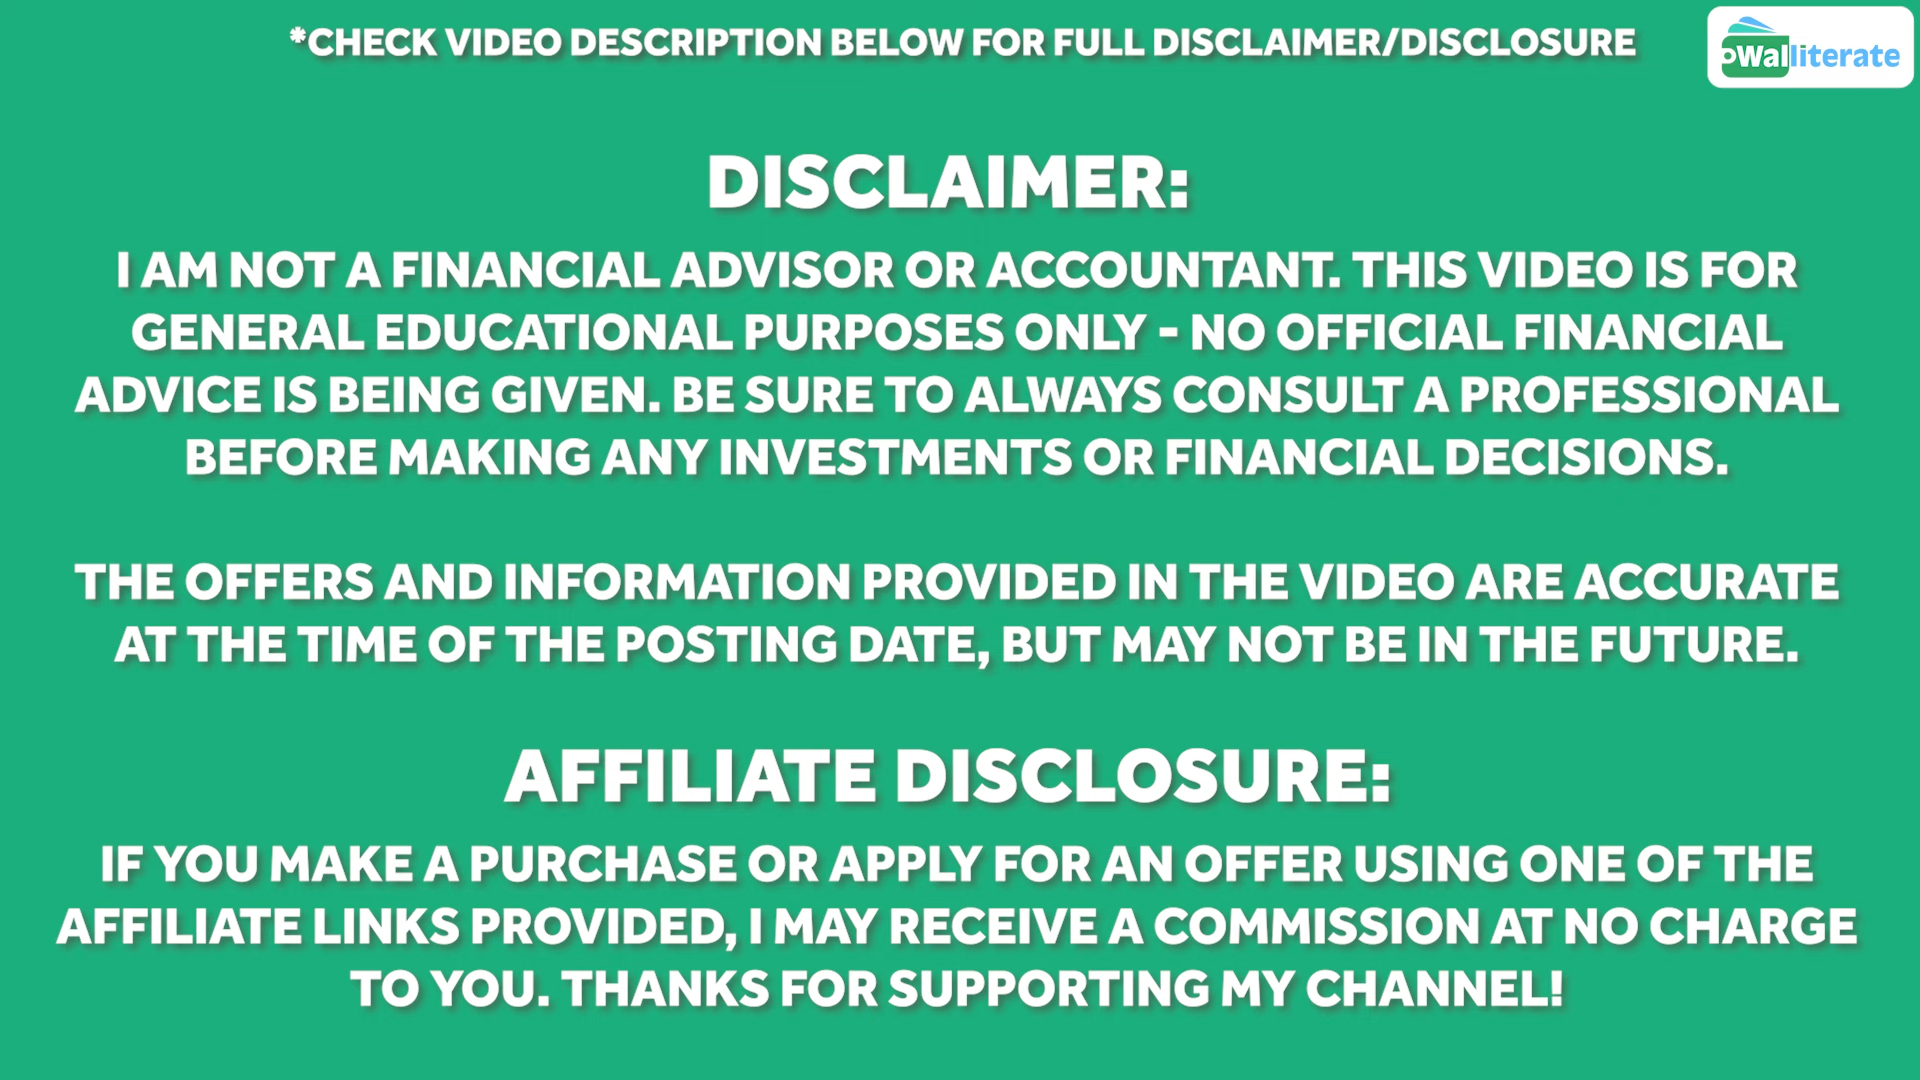 *CHECK VIDEO DESCRIPTION BELOW FOR FULL DISCLAIMER/DISCLOSURE
oWalliterate
DISCLAIMER:
I AM NOT A FINANCIAL ADVISOR OR ACCOUNTANT. THIS VIDEO IS FOR
GENERAL EDUCATIONAL PURPOSES ONLY - NO OFFICIAL FINANCIAL
ADVICE IS BEING GIVEN. BE SURE TO ALWAYS CONSULT A PROFESSIONAL
BEFORE MAKING ANY INVESTMENTS OR FINANCIAL DECISIONS.
THE OFFERS AND INFORMATION PROVIDED IN THE VIDEO ARE ACCURATE
AT THE TIME OF THE POSTING DATE, BUT MAY NOT BE IN THE FUTURE.
AFFILIATE DISCLOSURE:
IF YOU MAKE A PURCHASE OR APPLY FOR AN OFFER USING ONE OF THE
AFFILIATE LINKS PROVIDED, I MAY RECEIVE A COMMISSION AT NO CHARGE
TO YOU. THANKS FOR SUPPORTING MY CHANNEL!